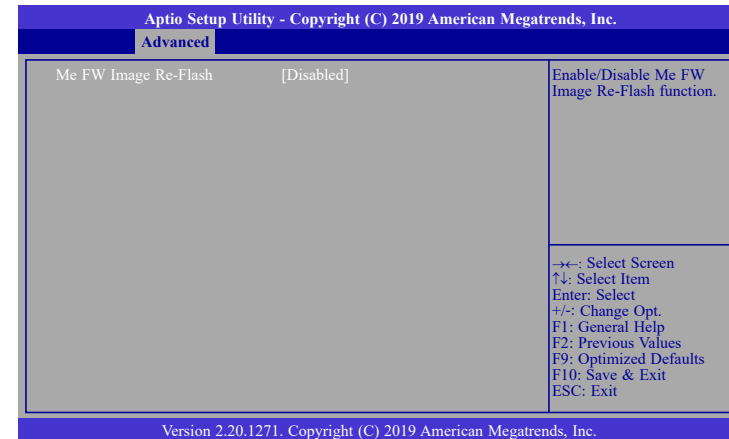 Aptio Setup Utility - Copyright (C) 2019 American Megatrends, Inc.
Advanced
Me FW Image Re-Flash [Disabled]
Enable/Disable Me FW
Image Re-Flash function.
→←: Select Screen
↑↓: Select Item
Enter: Select
+/-: Change Opt.
F1: General Help
F2: Previous Values
F9: Optimized Defaults
F10: Save & Exit
ESC: Exit
Version 2.20.1271. Copyright (C) 2019 American Megatrends, Inc.